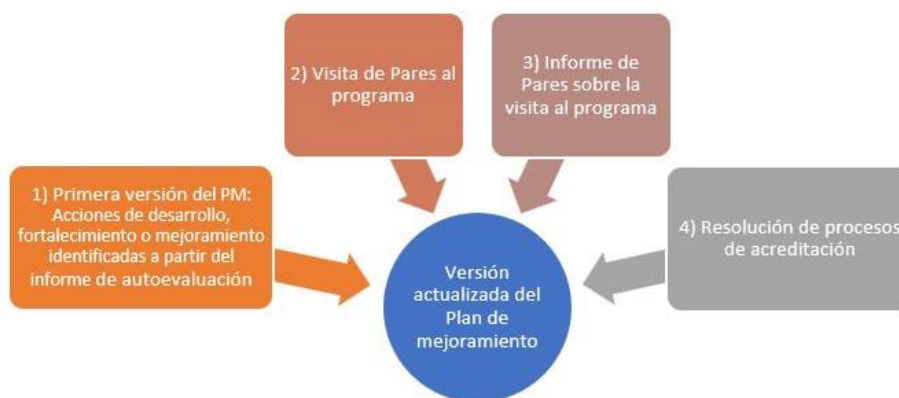 1) Primera versión del PM:
Acciones de desarrollo,
fortalecimiento o mejoramiento
identificadas a partir del
informe de autoevaluación
2) Visita de Pares al
programa
3) Informe de
Pares sobre la
visita al programa
4) Resolución de procesos
de acreditación
Versión
actualizada del
Plan de
mejoramiento